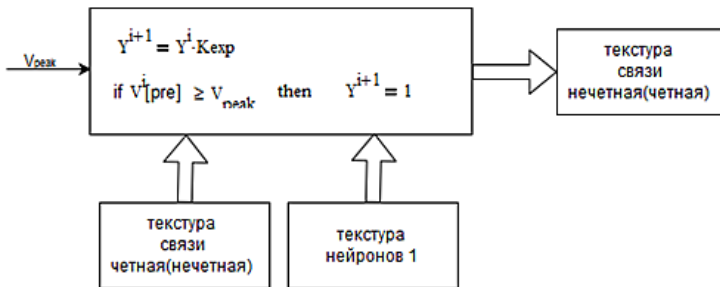 Vpeak
Y^{i+1} = Y^i·Kexp
if V^i[pre] ≥ V_peak then Y^{i+1} = 1
текстура
связи
нечетная(четная)
текстура
связи
четная(нечетная)
текстура
нейронов 1